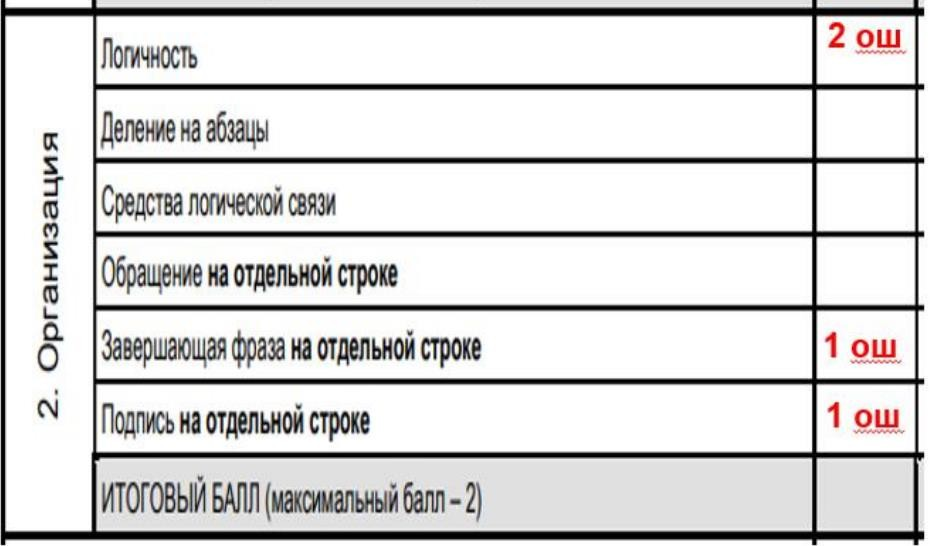 2. Организация
Логичность 2 ош
Деление на абзацы
Средства логической связи
Обращение на отдельной строке
Завершающая фраза на отдельной строке 1 ош
Подпись на отдельной строке 1 ош
ИТОГОВЫЙ БАЛЛ (максимальный балл – 2)